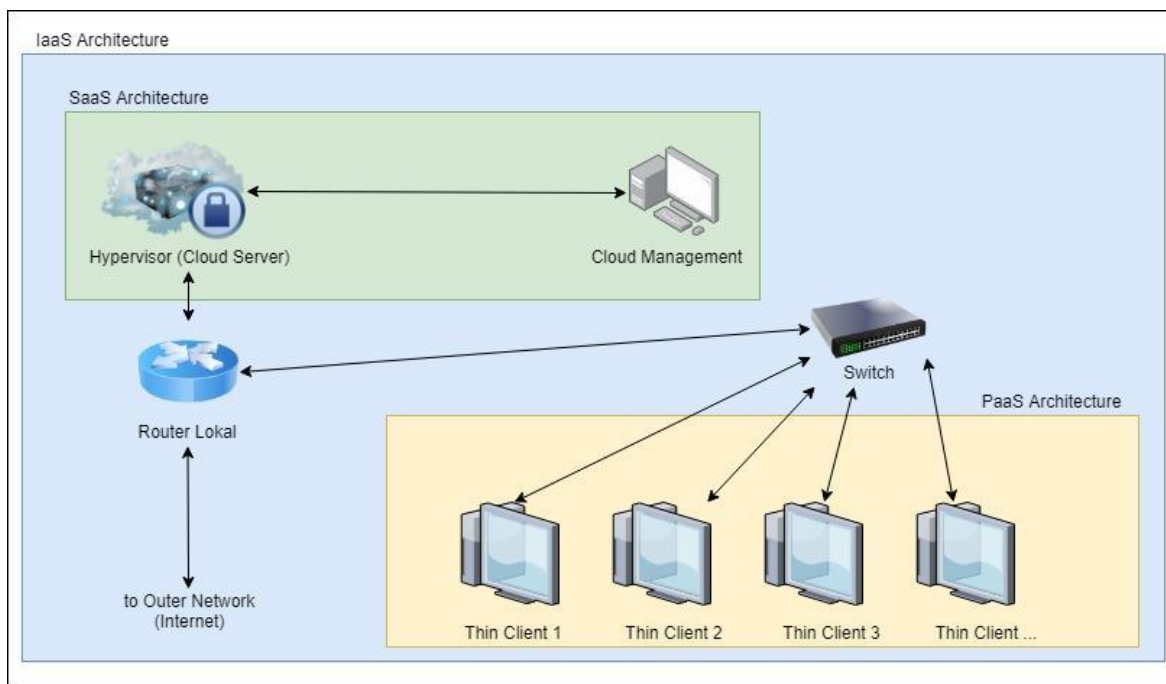 IaaS Architecture
SaaS Architecture
Hypervisor (Cloud Server)
Cloud Management
Switch
Router Lokal
PaaS Architecture
to Outer Network
(Internet)
Thin Client 1
Thin Client 2
Thin Client 3
Thin Client ...